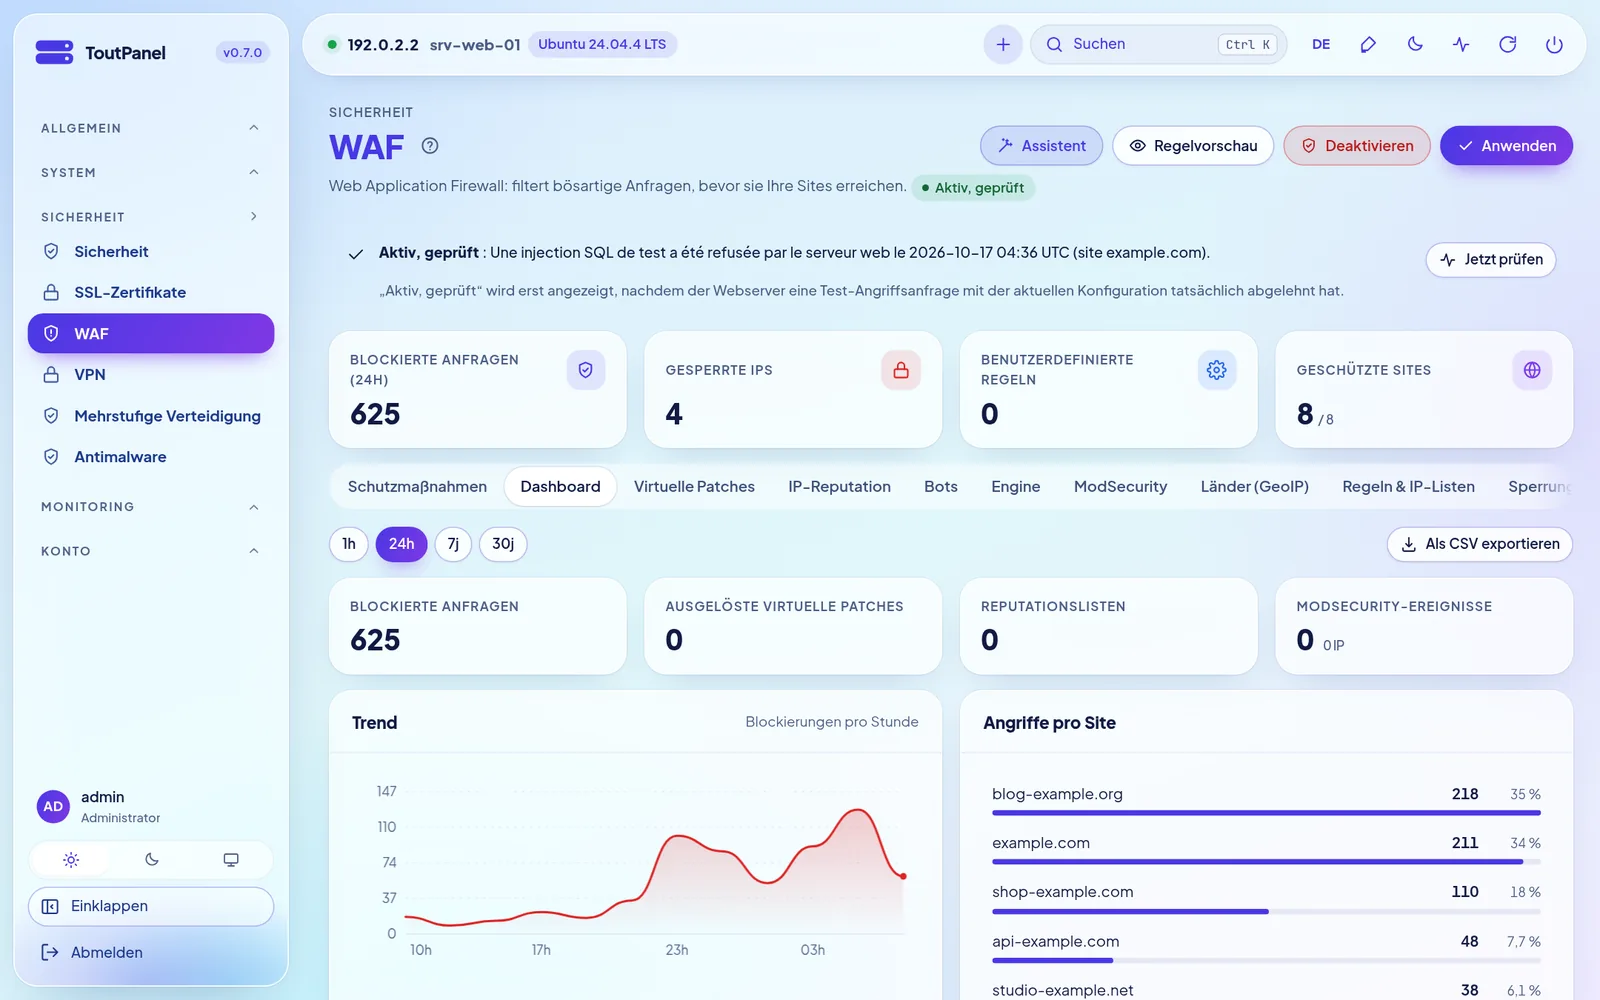 ToutPanel
v0.7.0
ALLGEMEIN
SYSTEM
SICHERHEIT
Sicherheit
SSL-Zertifikate
WAF
VPN
Mehrstufige Verteidigung
Antimalware
MONITORING
KONTO
AD
admin
Administrator
Einklappen
Abmelden
192.0.2.2 srv-web-01 Ubuntu 24.04.4 LTS
Suchen
Ctrl K
DE
SICHERHEIT
WAF
Assistent
Regelvorschau
Deaktivieren
Anwenden
Web Application Firewall: filtert bösartige Anfragen, bevor sie Ihre Sites erreichen.
Aktiv, geprüft
Aktiv, geprüft : Une injection SQL de test a été refusée par le serveur web le 2026-10-17 04:36 UTC (site example.com).
Jetzt prüfen
„Aktiv, geprüft“ wird erst angezeigt, nachdem der Webserver eine Test-Angriffsanfrage mit der aktuellen Konfiguration tatsächlich abgelehnt hat.
BLOCKIERTE ANFRAGEN
(24H)
625
GESPERRTE IPS
4
BENUTZERDEFINIERTE
REGELN
0
GESCHÜTZTE SITES
8 / 8
Schutzmaßnahmen
Dashboard
Virtuelle Patches
IP-Reputation
Bots
Engine
ModSecurity
Länder (GeoIP)
Regeln & IP-Listen
Sperrung
1h
24h
7j
30j
Als CSV exportieren
BLOCKIERTE ANFRAGEN
625
AUSGELÖSTE VIRTUELLE PATCHES
0
REPUTATIONSLISTEN
0
MODSECURITY-EREIGNISSE
0 0 IP
Trend
Blockierungen pro Stunde
147
110
74
37
0
10h
17h
23h
03h
Angriffe pro Site
blog-example.org 218 35 %
example.com 211 34 %
shop-example.com 110 18 %
api-example.com 48 7,7 %
studio-example.net 38 6,1 %